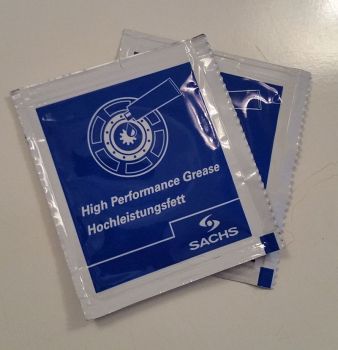 High Performance Grease
Hochleistungsfett
SACHS